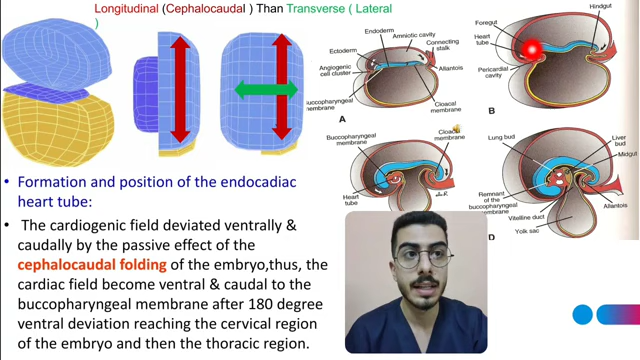 Longitudinal (Cephalocaudal ) Than Transverse ( Lateral
)
Endoderm
Ectoderm
Amniotic cavity
Connecting
stalk
Angiogenic
cell cluster
Allantois
Buccopharyngeal
membrane
Cloacal
membrane
A
Foregut
Hindgut
Heart
tube
Pericardial
cavity
B
Buccopharyngeal
membrane
Cloacal
membrane
Heart
tube
Lung bud
Liver
bud
Midgut
Remnant
of the
buccopharyngeal
membrane
Vitelline duct
Allantois
Yolk sac
D
• Formation and position of the endocadiac
heart tube:
• The cardiogenic field deviated ventrally &
caudally by the passive effect of the
cephalocaudal folding of the embryo,thus, the
cardiac field become ventral & caudal to the
buccopharyngeal membrane after 180 degree
ventral deviation reaching the cervical region
of the embryo and then the thoracic region.